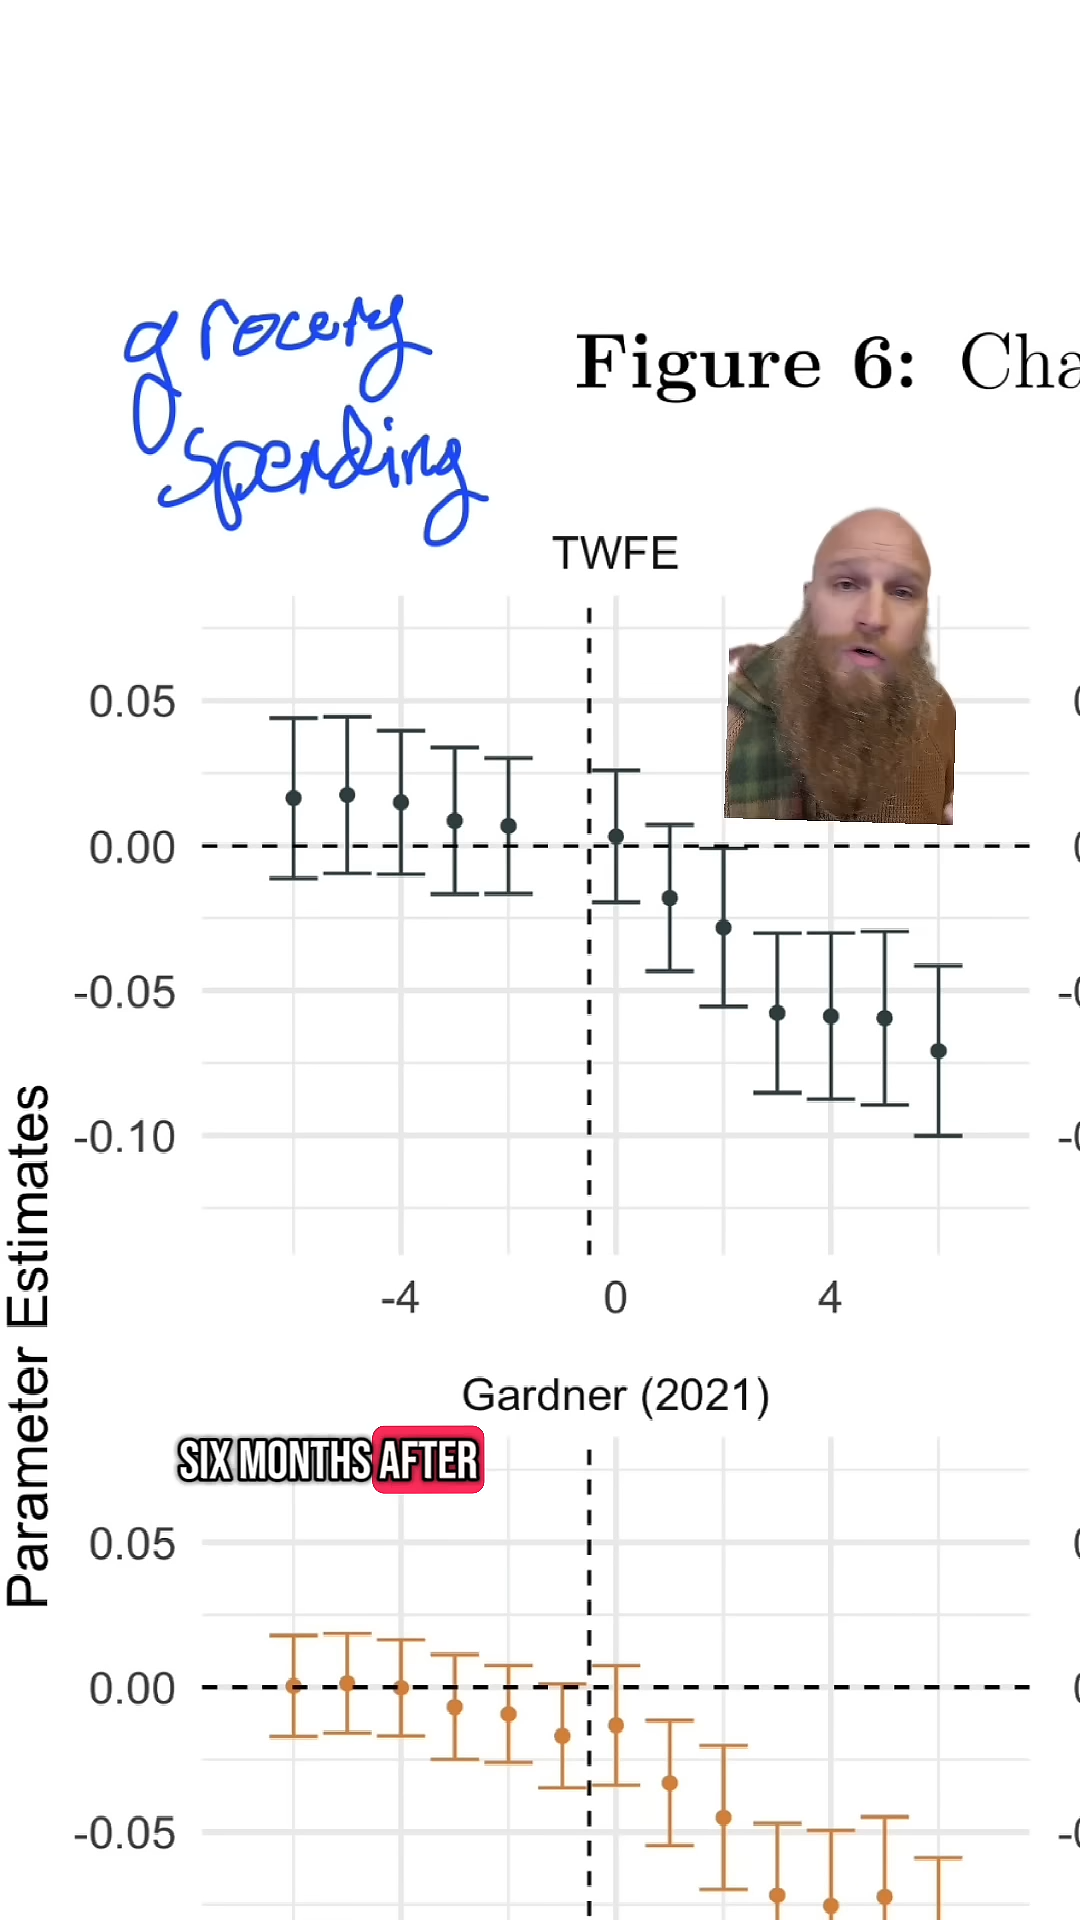 grocery
spending
Figure 6: Cha
TWFE
0.05
0.00
-0.05
-0.10
-4 0 4
Parameter Estimates
Gardner (2021)
SIX MONTHS AFTER
0.05
0.00
-0.05